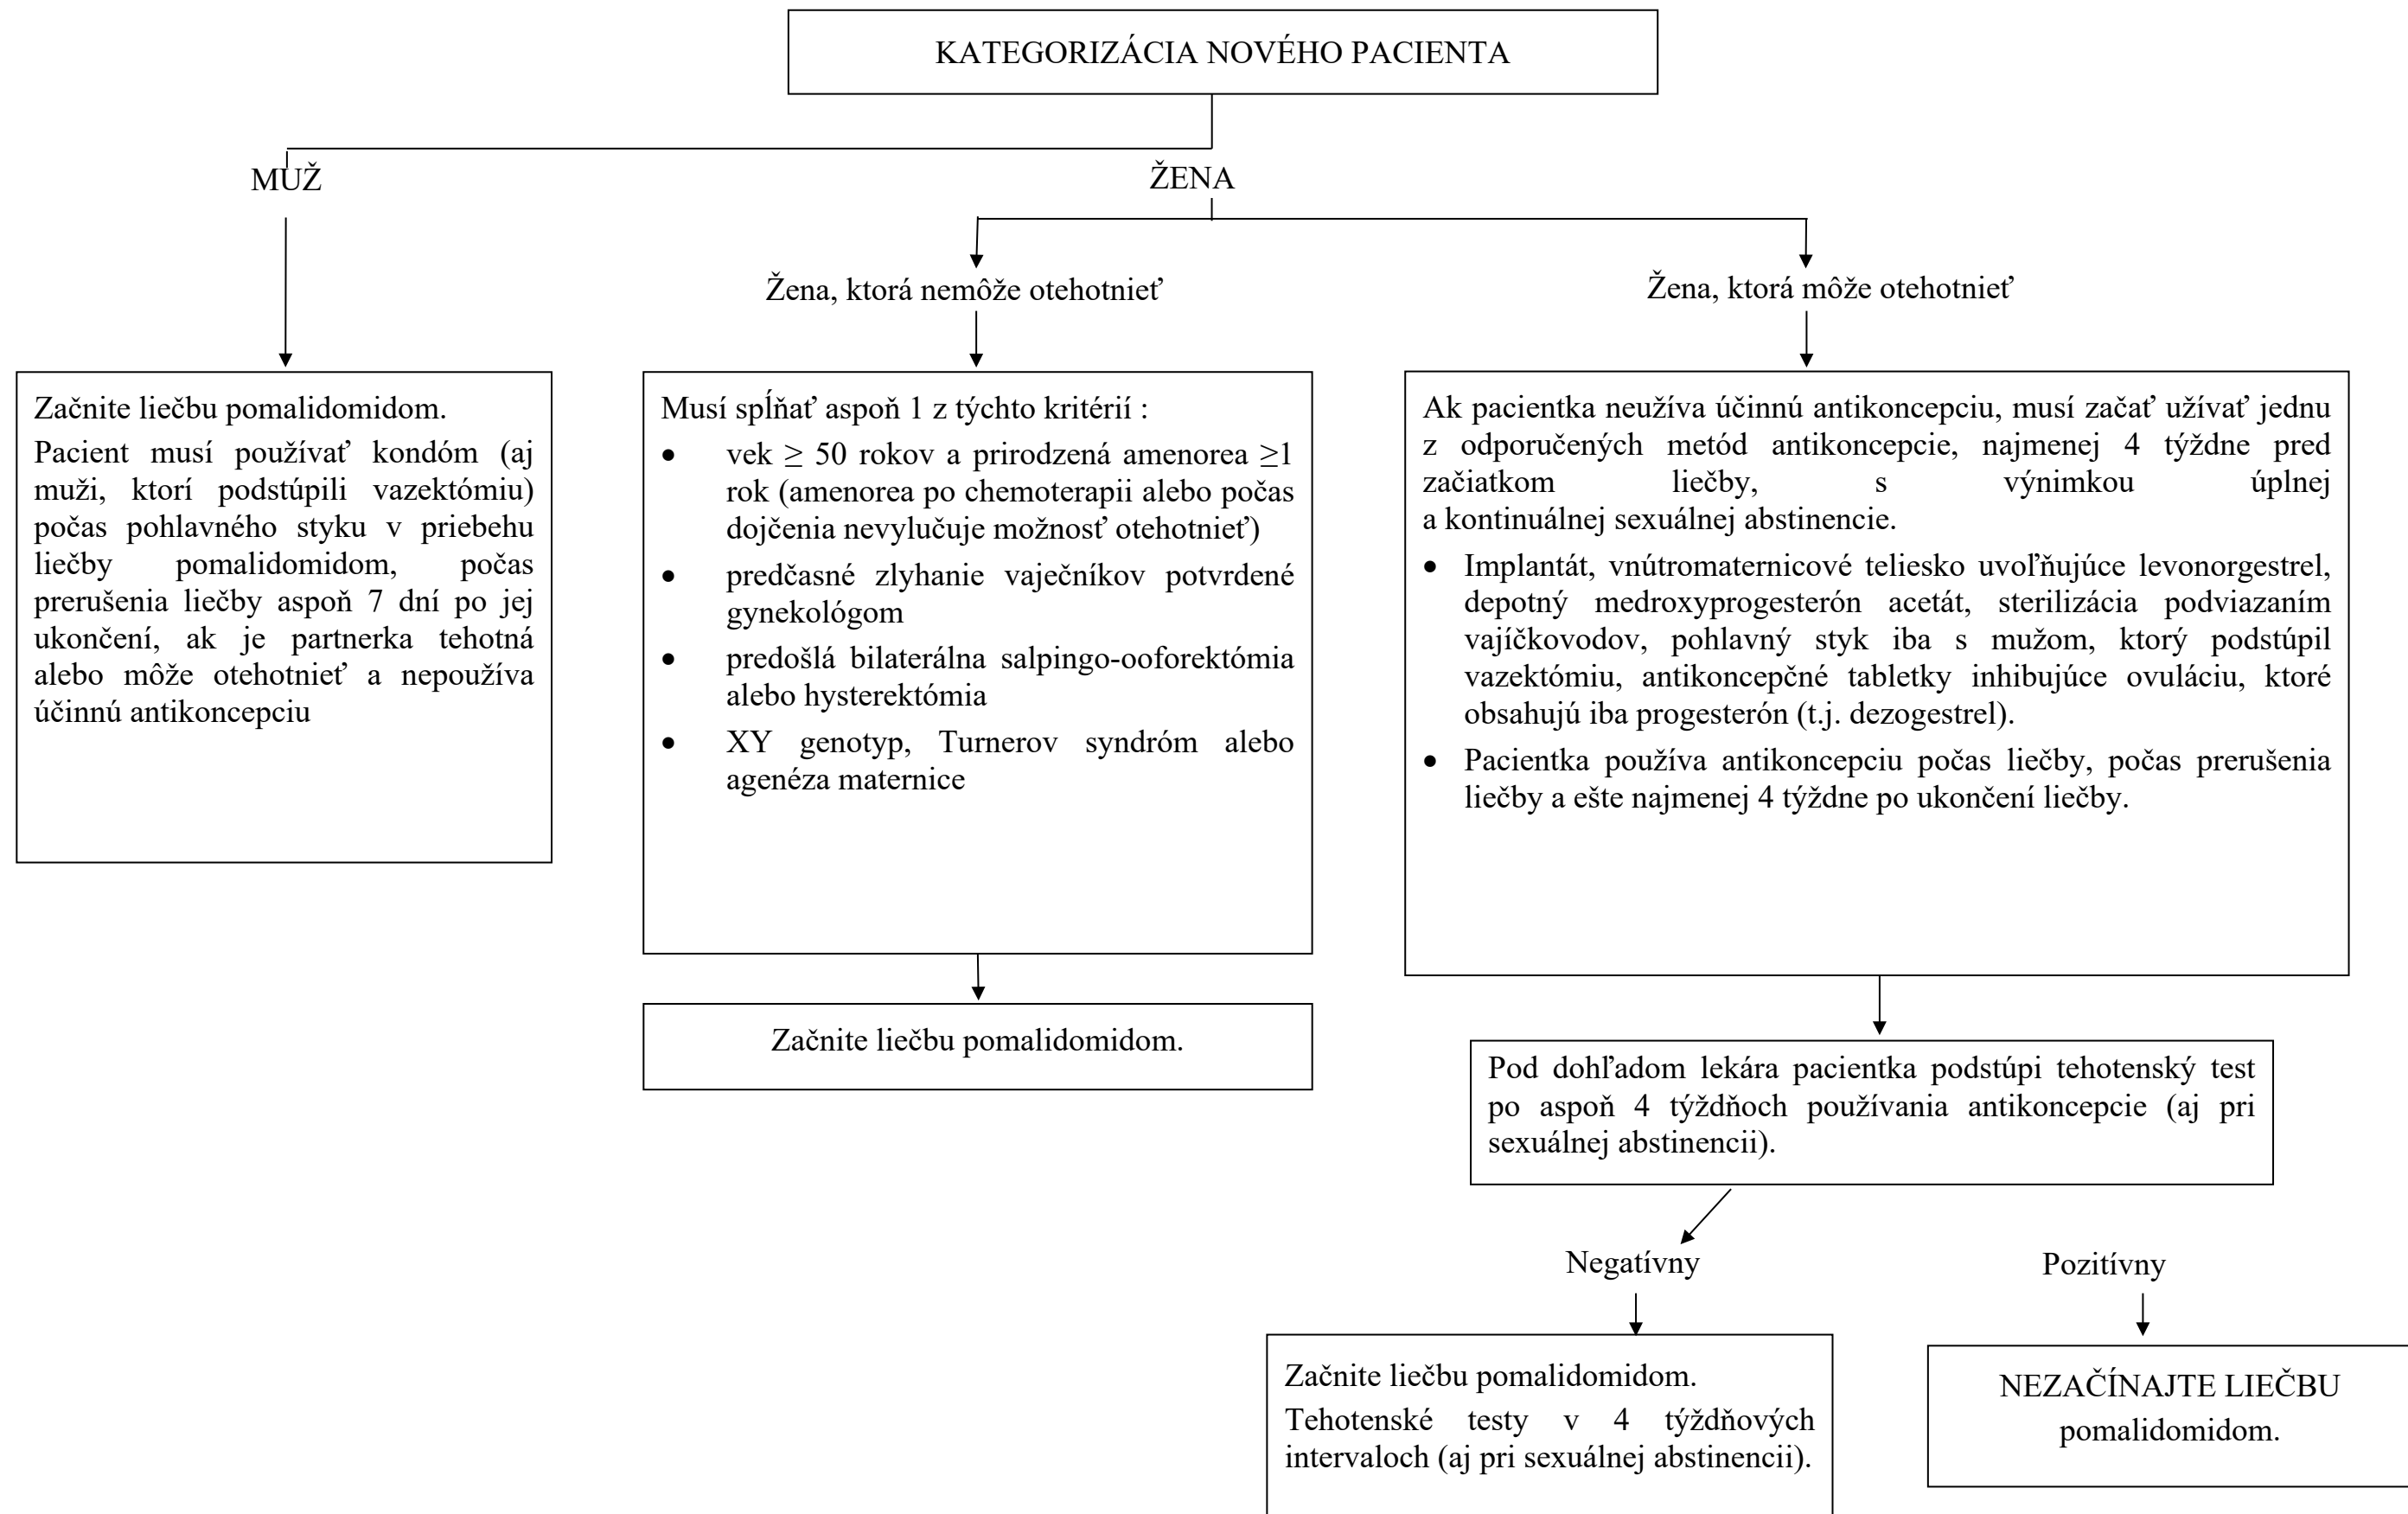 KATEGORIZÁCIA NOVÉHO PACIENTA
MUŽ
ŽENA
Žena, ktorá nemôže otehotnieť
Žena, ktorá môže otehotnieť
Začnite liečbu pomalidomidom.
Pacient musí používať kondóm (aj
muži, ktorí podstúpili vazektómiu)
počas pohlavného styku v priebehu
liečby pomalidomidom, počas
prerušenia liečby aspoň 7 dní po jej
ukončení, ak je partnerka tehotná
alebo môže otehotnieť a nepoužíva
účinnú antikoncepciu
Musí spĺňať aspoň 1 z týchto kritérií :
• vek ≥ 50 rokov a prirodzená amenorea ≥1
rok (amenorea po chemoterapii alebo počas
dojčenia nevylučuje možnosť otehotnieť)
• predčasné zlyhanie vaječníkov potvrdené
gynekológom
• predošlá bilaterálna salpingo-ooforektómia
alebo hysterektómia
• XY genotyp, Turnerov syndróm alebo
agenéza maternice
Začnite liečbu pomalidomidom.
Ak pacientka neužíva účinnú antikoncepciu, musí začať užívať jednu
z odporučených metód antikoncepcie, najmenej 4 týždne pred
začiatkom liečby, s výnimkou úplnej
a kontinuálnej sexuálnej abstinencie.
• Implantát, vnútromaternicové teliesko uvoľňujúce levonorgestrel,
depotný medroxyprogesterón acetát, sterilizácia podviazaním
vajíčkovodov, pohlavný styk iba s mužom, ktorý podstúpil
vazektómiu, antikoncepčné tabletky inhibujúce ovuláciu, ktoré
obsahujú iba progesterón (t.j. dezogestrel).
• Pacientka používa antikoncepciu počas liečby, počas prerušenia
liečby a ešte najmenej 4 týždne po ukončení liečby.
Pod dohľadom lekára pacientka podstúpi tehotenský test
po aspoň 4 týždňoch používania antikoncepcie (aj pri
sexuálnej abstinencii).
Negatívny
Pozitívny
Začnite liečbu pomalidomidom.
Tehotenské testy v 4 týždňových
intervaloch (aj pri sexuálnej abstinencii).
NEZAČÍNAJTE LIEČBU
pomalidomidom.